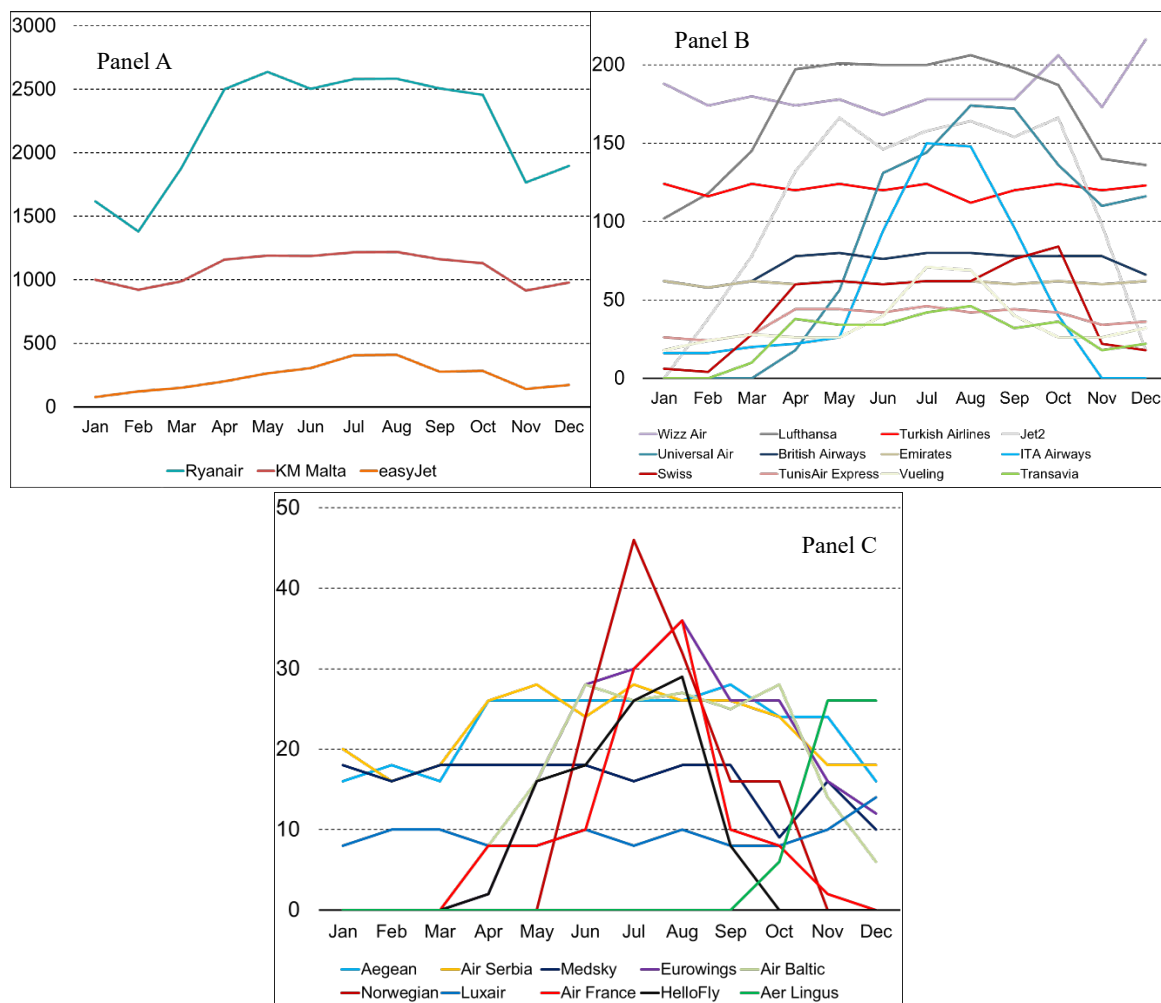 Panel A
3000
2500
2000
1500
1000
500
0
Jan Feb Mar Apr May Jun Jul Aug Sep Oct Nov Dec
Ryanair KM Malta easyJet
Panel B
200
150
100
50
0
Jan Feb Mar Apr May Jun Jul Aug Sep Oct Nov Dec
Wizz Air Lufthansa Turkish Airlines Jet2
Universal Air British Airways Emirates ITA Airways
Swiss TunisAir Express Vueling Transavia
Panel C
50
40
30
20
10
0
Jan Feb Mar Apr May Jun Jul Aug Sep Oct Nov Dec
Aegean Air Serbia Medsky Eurowings Air Baltic
Norwegian Luxair Air France HelloFly Aer Lingus